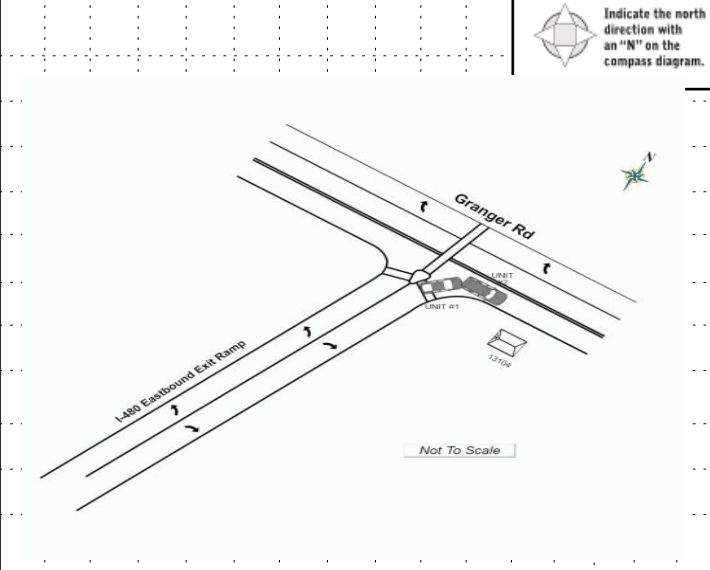 Indicate the north
direction with
an “N” on the
compass diagram.
N
Granger Rd
UNIT
#2
UNIT #1
13104
I-480 Eastbound Exit Ramp
Not To Scale